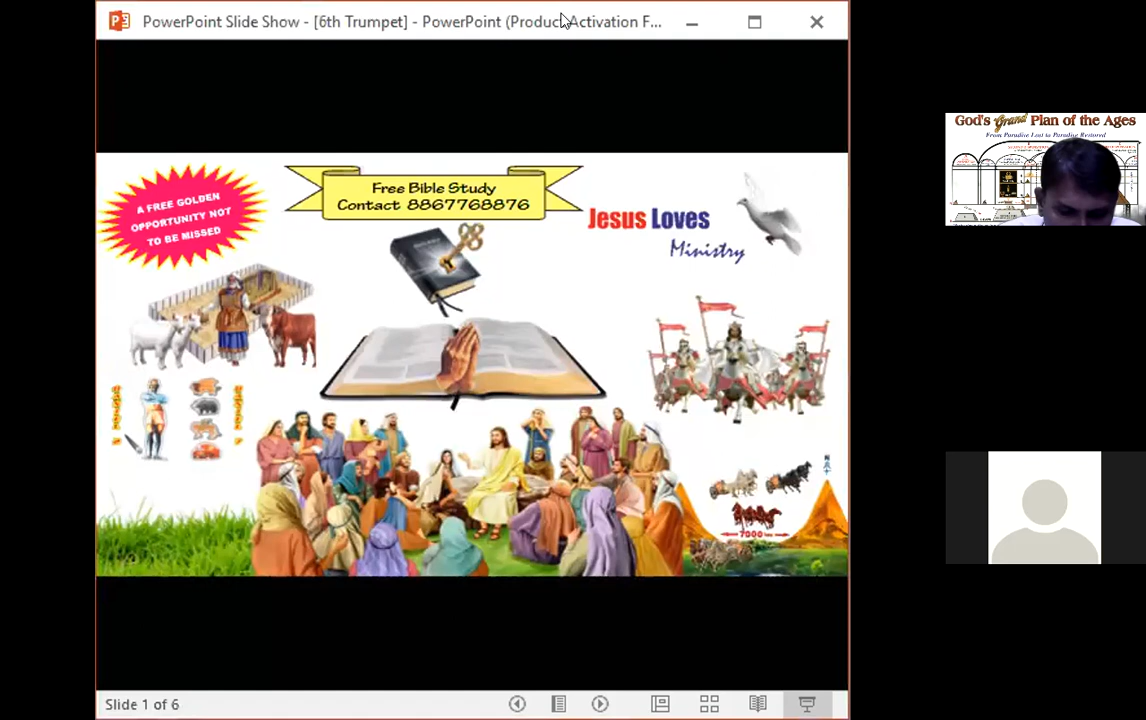 PowerPoint Slide Show - [6th Trumpet] - PowerPoint (Product Activation F...
A FREE GOLDEN
OPPORTUNITY NOT
TO BE MISSED
Free Bible Study
Contact 8867768876
Jesus Loves
Ministry
7000
Slide 1 of 6
God's Grand Plan of the Ages
From Paradise Lost to Paradise Restored